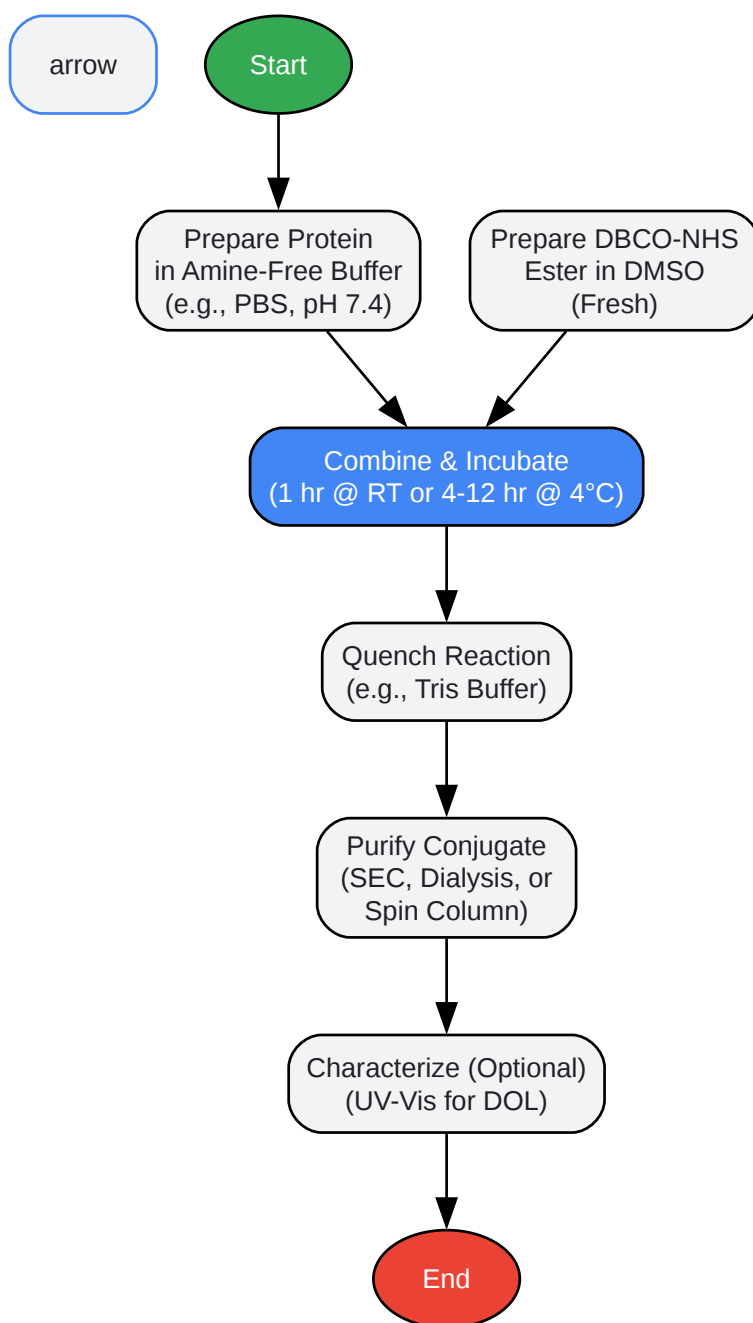 arrow
Start
Prepare Protein
in Amine-Free Buffer
(e.g., PBS, pH 7.4)
Prepare DBCO-NHS
Ester in DMSO
(Fresh)
Combine & Incubate
(1 hr @ RT or 4-12 hr @ 4°C)
Quench Reaction
(e.g., Tris Buffer)
Purify Conjugate
(SEC, Dialysis, or
Spin Column)
Characterize (Optional)
(UV-Vis for DOL)
End